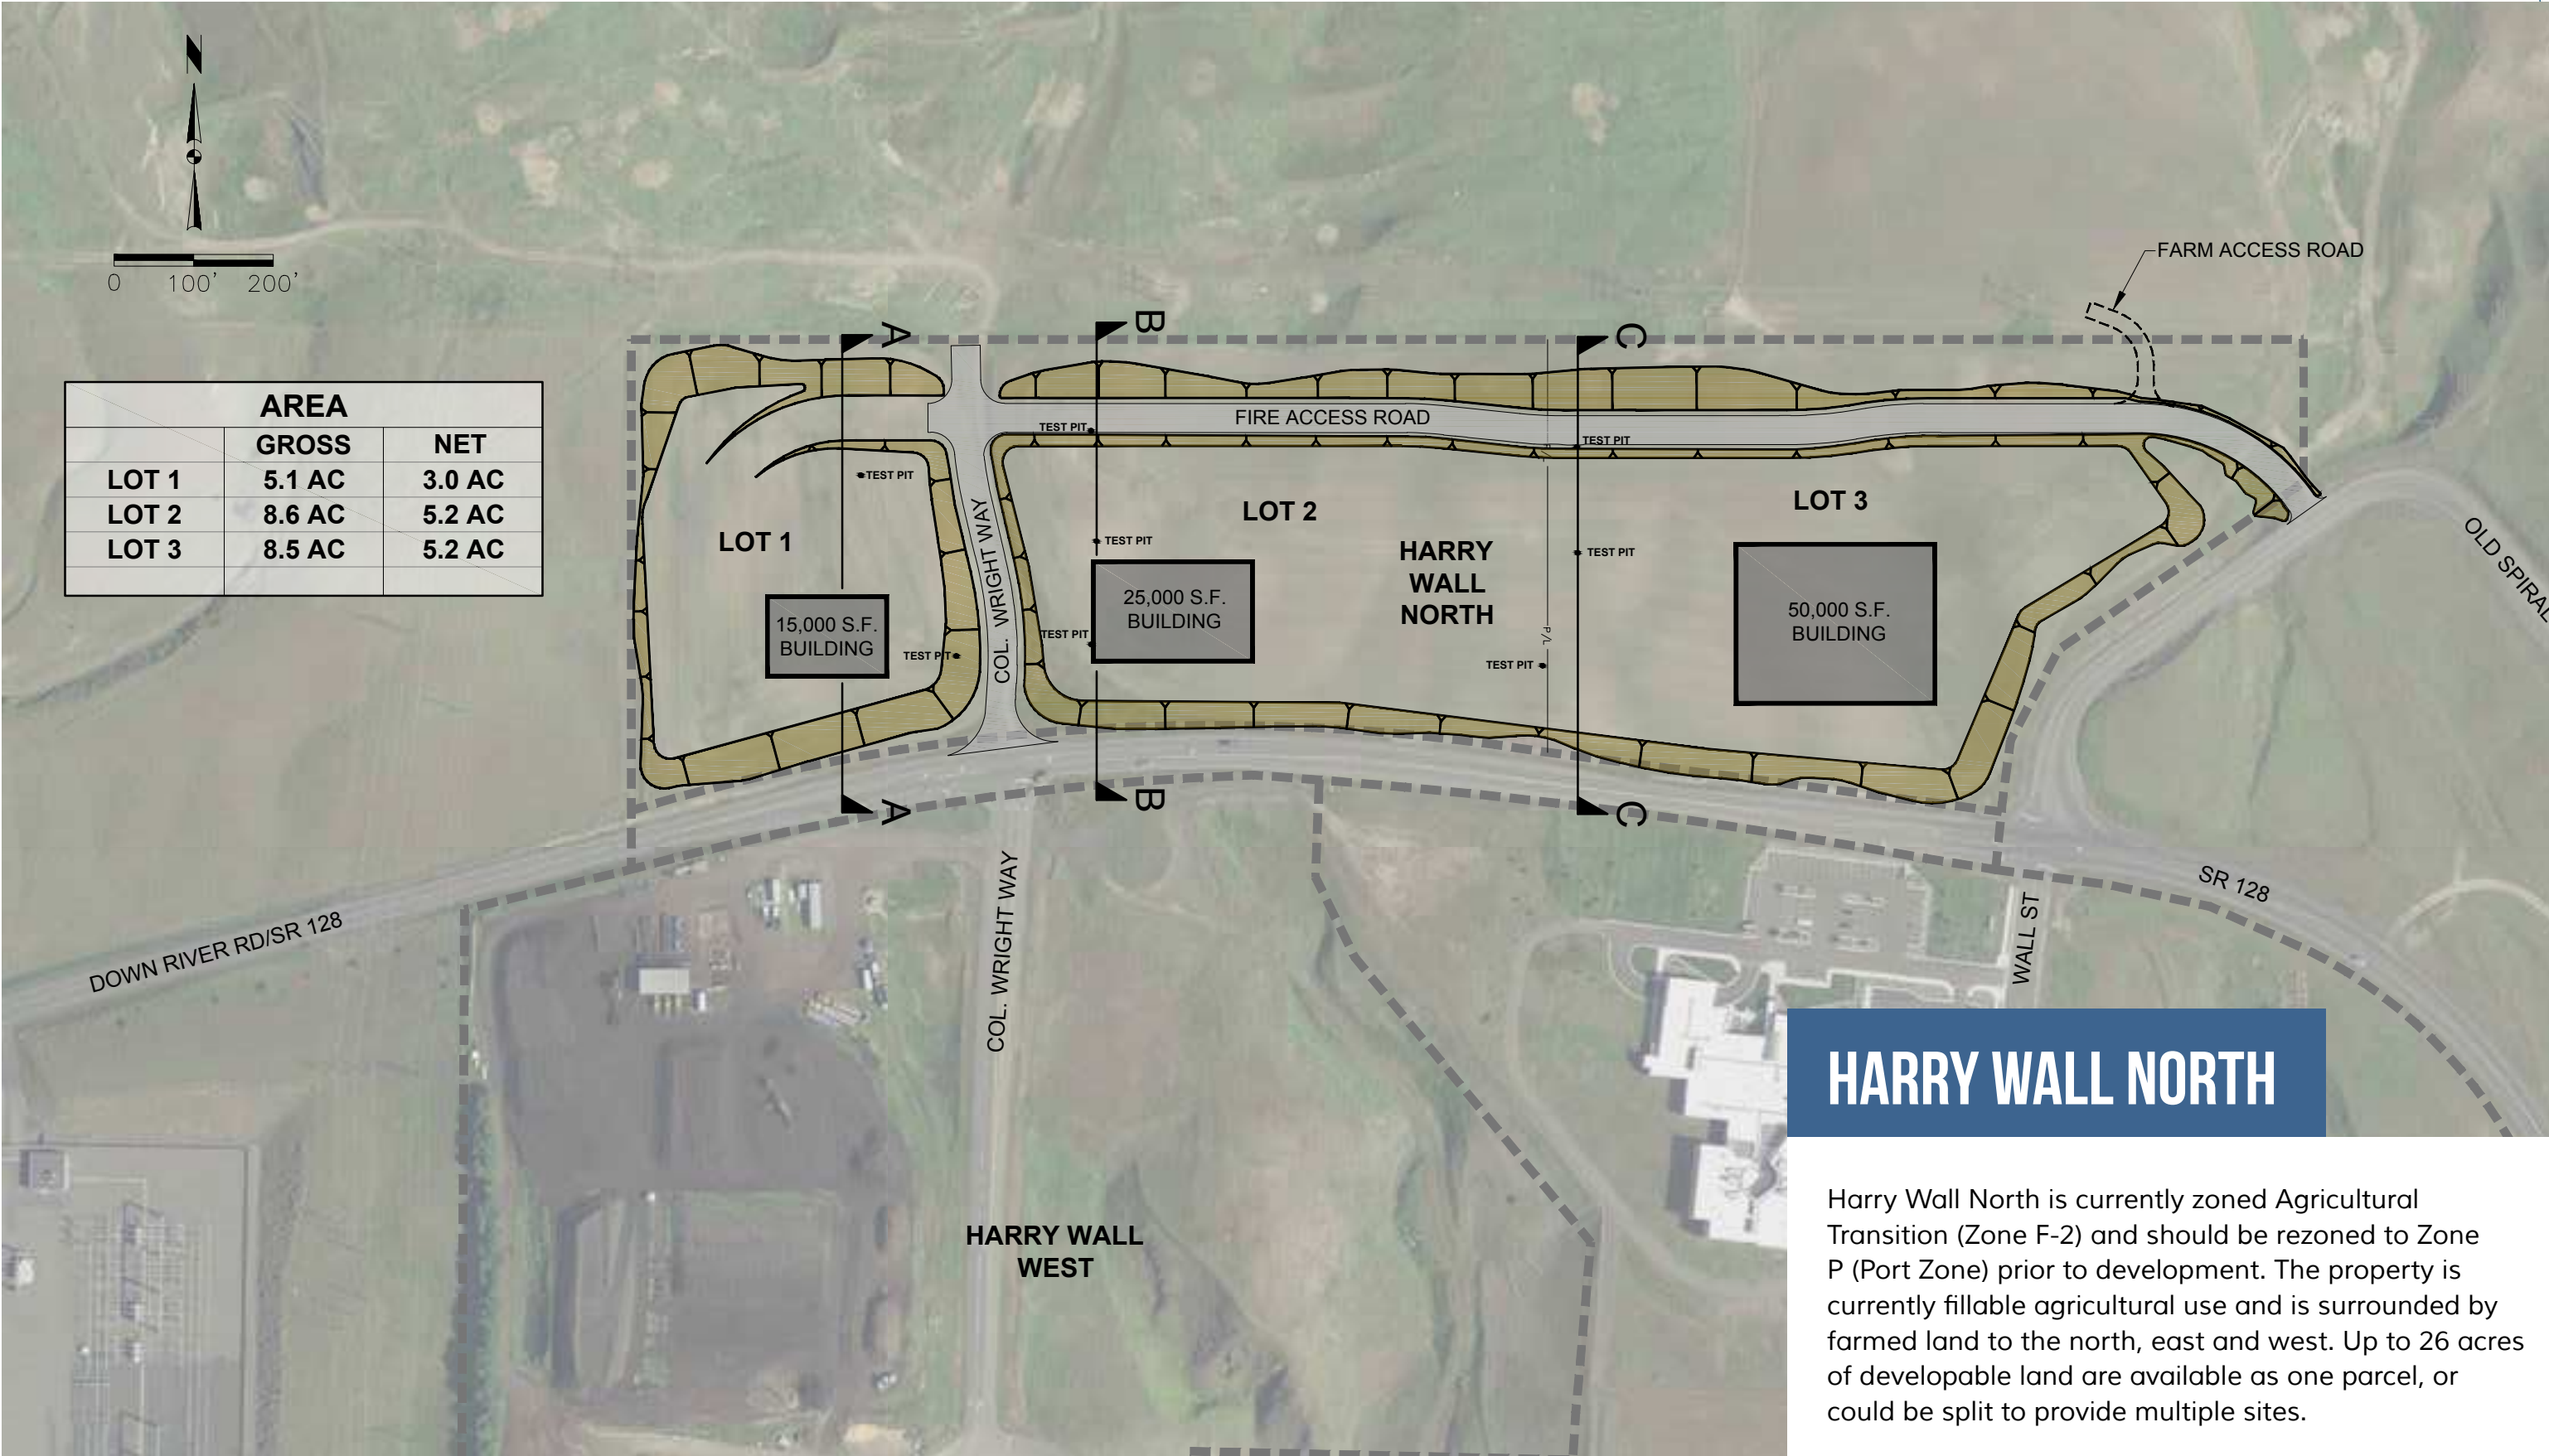 N
0 100' 200'
FARM ACCESS ROAD
A
B
C
AREA
GROSS NET
LOT 1 5.1 AC 3.0 AC
LOT 2 8.6 AC 5.2 AC
LOT 3 8.5 AC 5.2 AC
FIRE ACCESS ROAD
TEST PIT
TEST PIT
TEST PIT
LOT 1
LOT 2
LOT 3
TEST PIT
TEST PIT
HARRY
WALL
NORTH
COL. WRIGHT WAY
15,000 S.F.
BUILDING
25,000 S.F.
BUILDING
50,000 S.F.
BUILDING
TEST PIT
TEST PIT
TEST PIT
P/L
OLD SPIRAL
A
B
C
DOWN RIVER RD/SR 128
COL. WRIGHT WAY
SR 128
WALL ST
HARRY WALL
WEST
HARRY WALL NORTH
Harry Wall North is currently zoned Agricultural
Transition (Zone F-2) and should be rezoned to Zone
P (Port Zone) prior to development. The property is
currently fillable agricultural use and is surrounded by
farmed land to the north, east and west. Up to 26 acres
of developable land are available as one parcel, or
could be split to provide multiple sites.